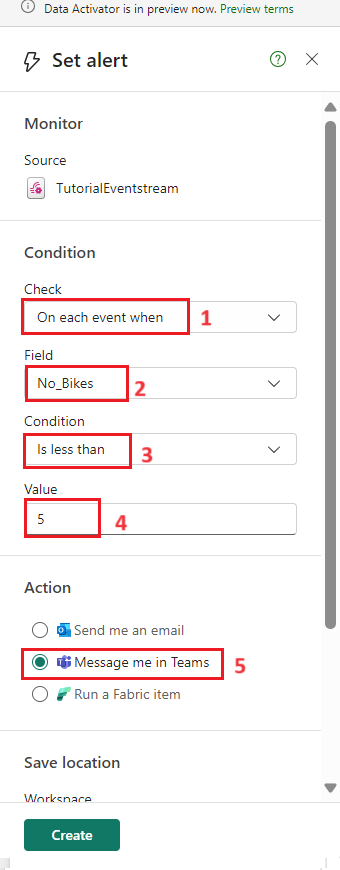 Data Activator is in preview now. Preview terms
Set alert
Monitor
Source
TutorialEventstream
Condition
Check
On each event when 1
Field
No_Bikes 2
Condition
Is less than 3
Value
5 4
Action
Send me an email
Message me in Teams 5
Run a Fabric item
Save location
Workspace
Create